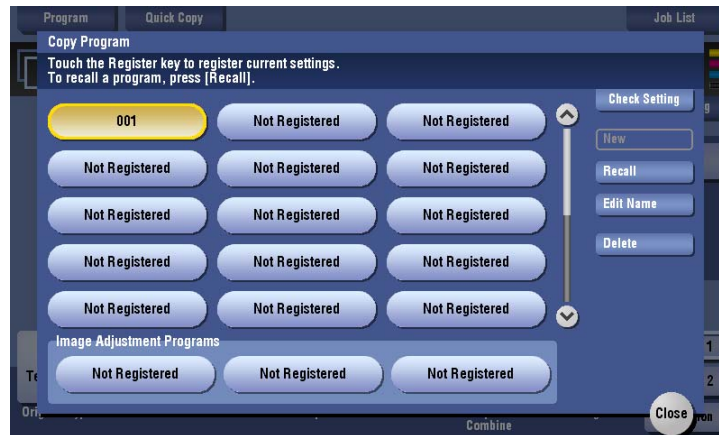 Program Quick Copy Job List
Copy Program
Touch the Register key to register current settings.
To recall a program, press [Recall].
Check Setting
001 Not Registered Not Registered
New
Not Registered Not Registered Not Registered
Recall
Not Registered Not Registered Not Registered
Edit Name
Not Registered Not Registered Not Registered
Delete
Not Registered Not Registered Not Registered
Image Adjustment Programs
Not Registered Not Registered Not Registered
1
2
Close
Combine